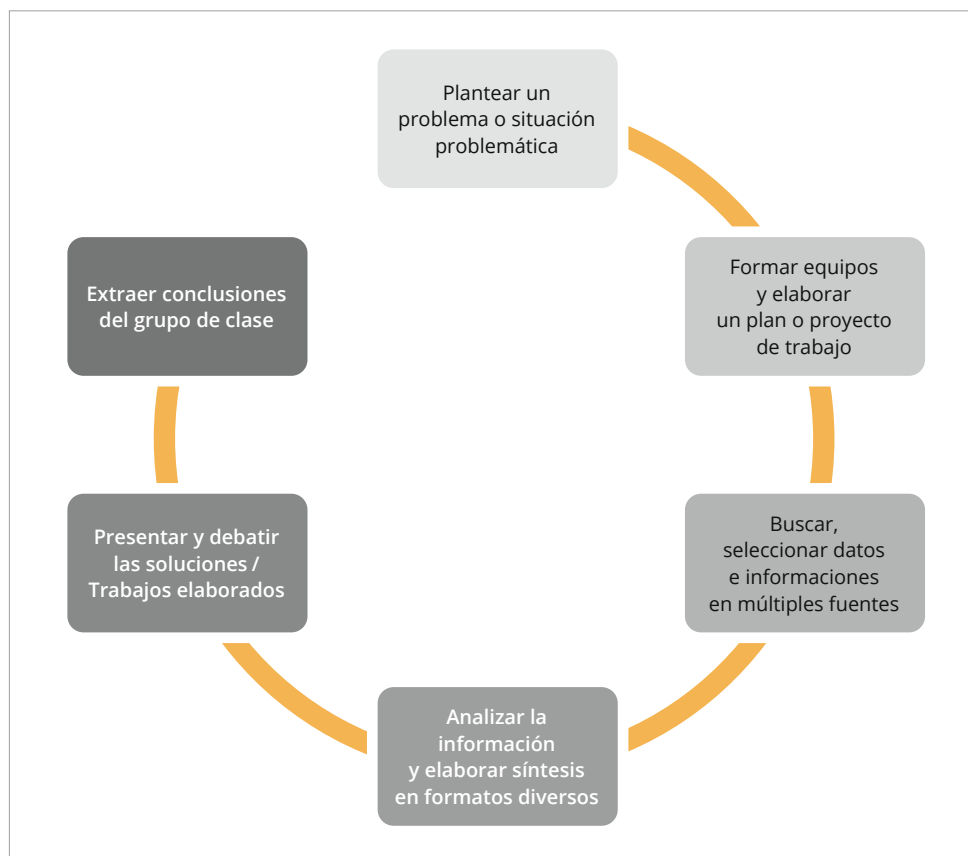 Plantear un
problema o situación
problemática
Formar equipos
y elaborar
un plan o proyecto
de trabajo
Buscar,
seleccionar datos
e informaciones
en múltiples fuentes
Analizar la
información
y elaborar síntesis
en formatos diversos
Presentar y debatir
las soluciones /
Trabajos elaborados
Extraer conclusiones
del grupo de clase